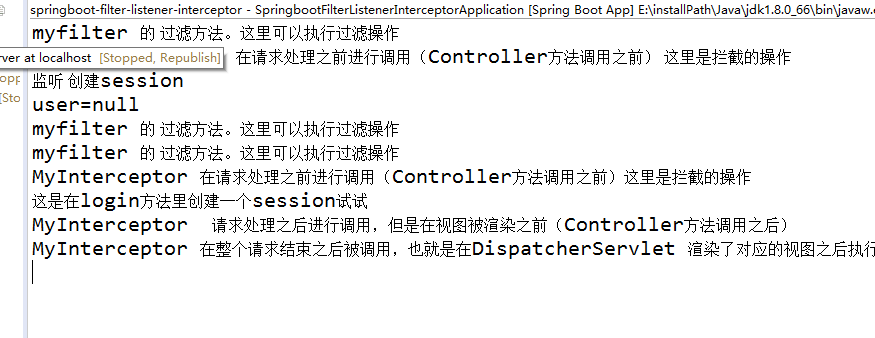 springboot-filter-listener-interceptor - SpringbootFilterListenerInterceptorApplication [Spring Boot App] E:\installPath\Java\jdk1.8.0_66\bin\javaw.e
myfilter 的 过滤方法。这里可以执行过滤操作
rver at localhost [Stopped, Republish]
在请求处理之前进行调用（Controller方法调用之前） 这里是拦截的操作
opp
监听 创建session
[Sto
user=null
myfilter 的 过滤方法。这里可以执行过滤操作
myfilter 的 过滤方法。这里可以执行过滤操作
MyInterceptor 在请求处理之前进行调用（Controller方法调用之前）这里是拦截的操作
这是在login方法里创建一个session试试
MyInterceptor 请求处理之后进行调用，但是在视图被渲染之前（Controller方法调用之后）
MyInterceptor 在整个请求结束之后被调用，也就是在DispatcherServlet 渲染了对应的视图之后执行